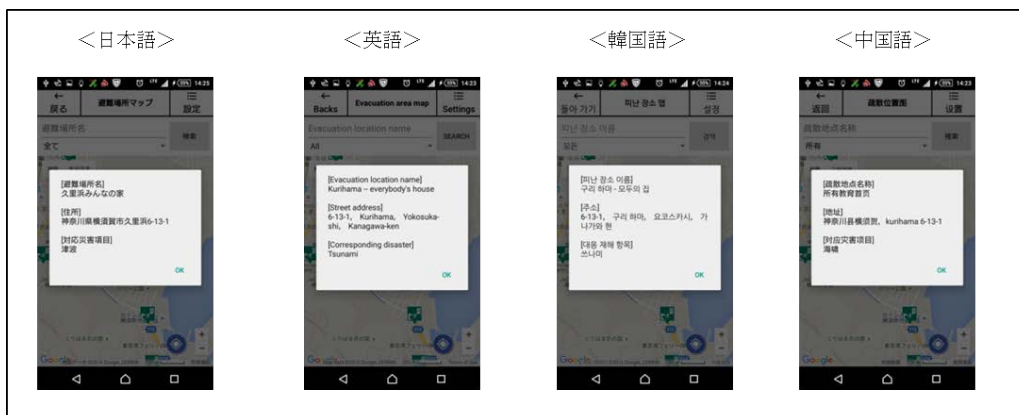 ＜日本語＞
14:25
戻る
避難場所マップ
設定
避難場所名
検索
全て
[避難場所名]
久里浜みんなの家
[住所]
神奈川県横須賀市久里浜6-13-1
[対応災害項目]
津波
OK
Google
＜英語＞
14:23
Backs
Evacuation area map
Settings
Evacuation location name
SEARCH
All
[Evacuation location name]
Kurihama – everybody's house
[Street address]
6-13-1, Kurihama, Yokosuka-
shi, Kanagawa-ken
[Corresponding disaster]
Tsunami
OK
＜韓国語＞
14:24
돌아 가기
피난 장소 맵
설정
피난 장소 이름
검색
모든
[피난 장소 이름]
구리 하마 - 모두의 집
[주소]
6-13-1, 구리 하마, 요코스카시, 가
나가와 현
[대응 재해 항목]
쓰나미
OK
Google
＜中国語＞
14:23
返回
疏散位置图
设置
疏散地点名称
搜索
所有
[疏散地点名称]
所有教育首页
[地址]
神奈川县横须贺，kurihama 6-13-1
[对应灾害项目]
海啸
OK
Google